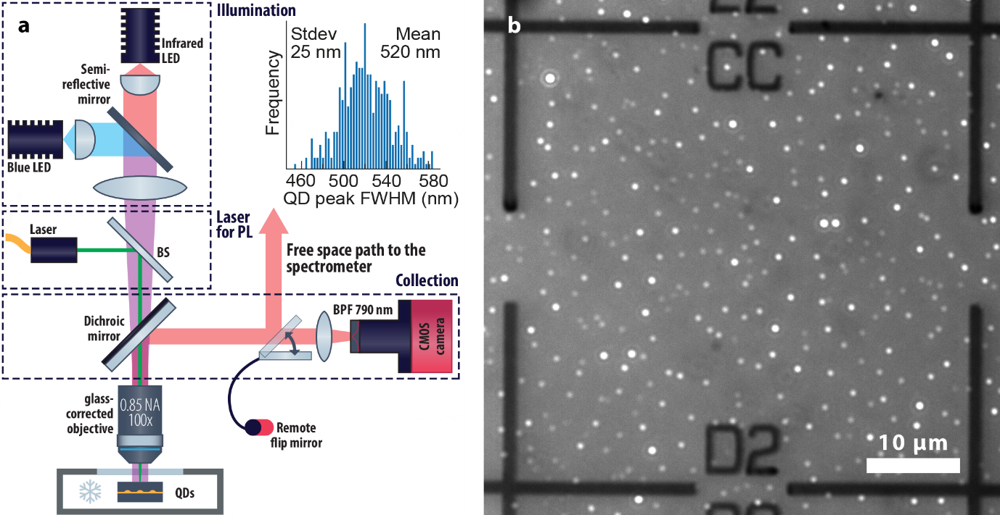 a
Illumination
Infrared
LED
Semi-
reflective
mirror
Blue LED
Stdev
25 nm
Mean
520 nm
Frequency
460 500 540 580
QD peak FWHM (nm)
Laser
for PL
Laser
BS
Free space path to the
spectrometer
Collection
Dichroic
mirror
BPF 790 nm
CMOS
camera
glass-
corrected
objective
0.85 NA
100x
Remote
flip mirror
QDs
b
CC
D2
10 µm